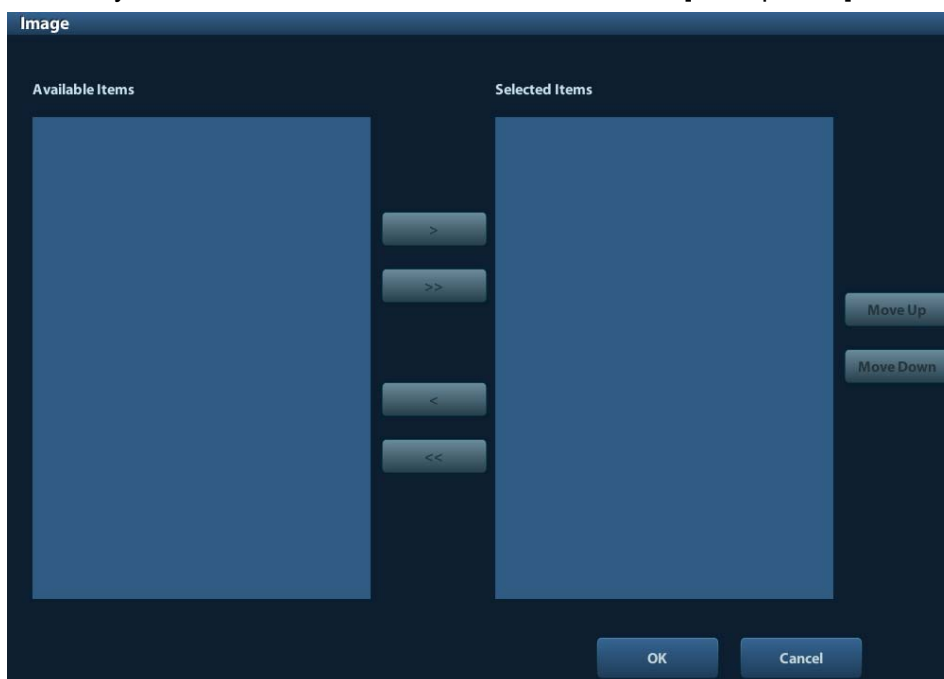 Image
Available Items
Selected Items
>
>>
Move Up
Move Down
<
<<
OK
Cancel